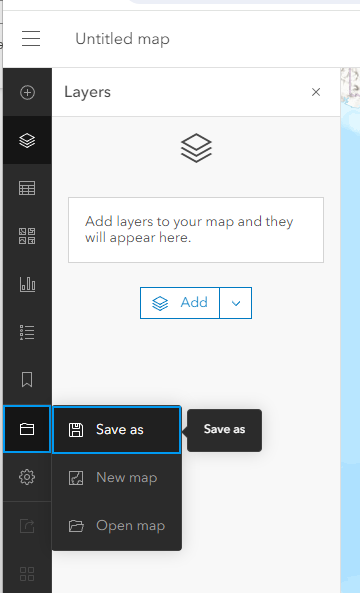 Untitled map
Layers
Add layers to your map and they
will appear here.
Add
Save as
Save as
New map
Open map